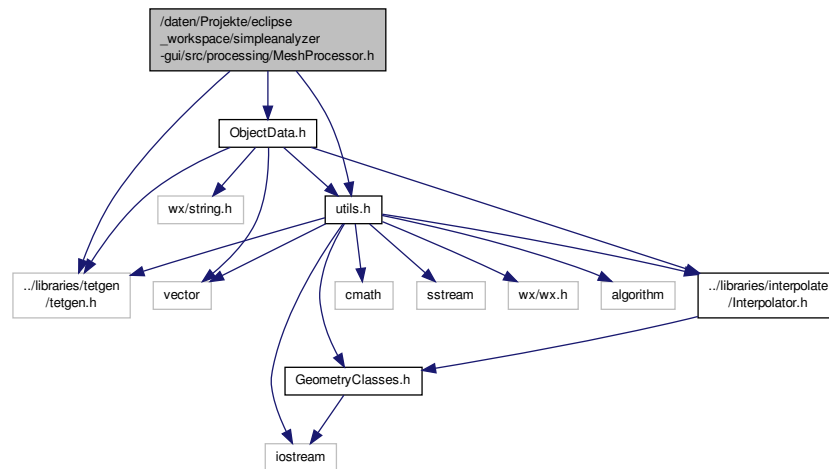 /daten/Projekte/eclipse
_workspace/simpleanalyzer
-gui/src/processing/MeshProcessor.h
ObjectData.h
wx/string.h
utils.h
../libraries/tetgen
/tetgen.h
vector
cmath
sstream
wx/wx.h
algorithm
../libraries/interpolate
/Interpolator.h
GeometryClasses.h
iostream